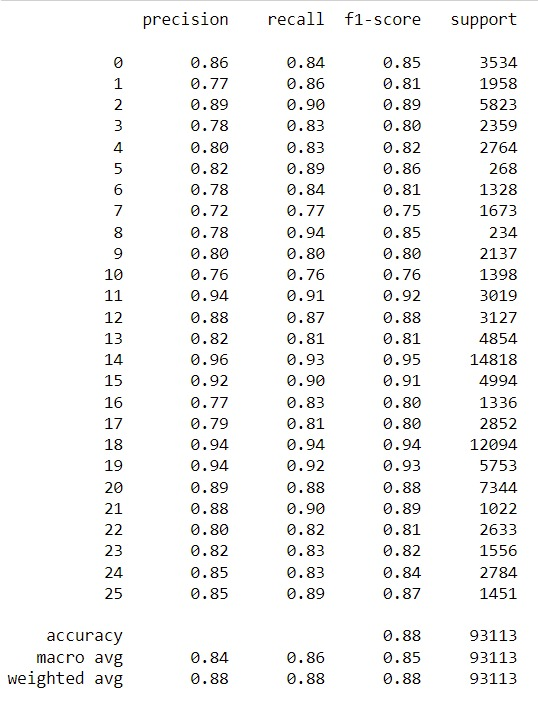 precision recall f1-score support
0 0.86 0.84 0.85 3534
1 0.77 0.86 0.81 1958
2 0.89 0.90 0.89 5823
3 0.78 0.83 0.80 2359
4 0.80 0.83 0.82 2764
5 0.82 0.89 0.86 268
6 0.78 0.84 0.81 1328
7 0.72 0.77 0.75 1673
8 0.78 0.94 0.85 234
9 0.80 0.80 0.80 2137
10 0.76 0.76 0.76 1398
11 0.94 0.91 0.92 3019
12 0.88 0.87 0.88 3127
13 0.82 0.81 0.81 4854
14 0.96 0.93 0.95 14818
15 0.92 0.90 0.91 4994
16 0.77 0.83 0.80 1336
17 0.79 0.81 0.80 2852
18 0.94 0.94 0.94 12094
19 0.94 0.92 0.93 5753
20 0.89 0.88 0.88 7344
21 0.88 0.90 0.89 1022
22 0.80 0.82 0.81 2633
23 0.82 0.83 0.82 1556
24 0.85 0.83 0.84 2784
25 0.85 0.89 0.87 1451
accuracy 0.88 93113
macro avg 0.84 0.86 0.85 93113
weighted avg 0.88 0.88 0.88 93113